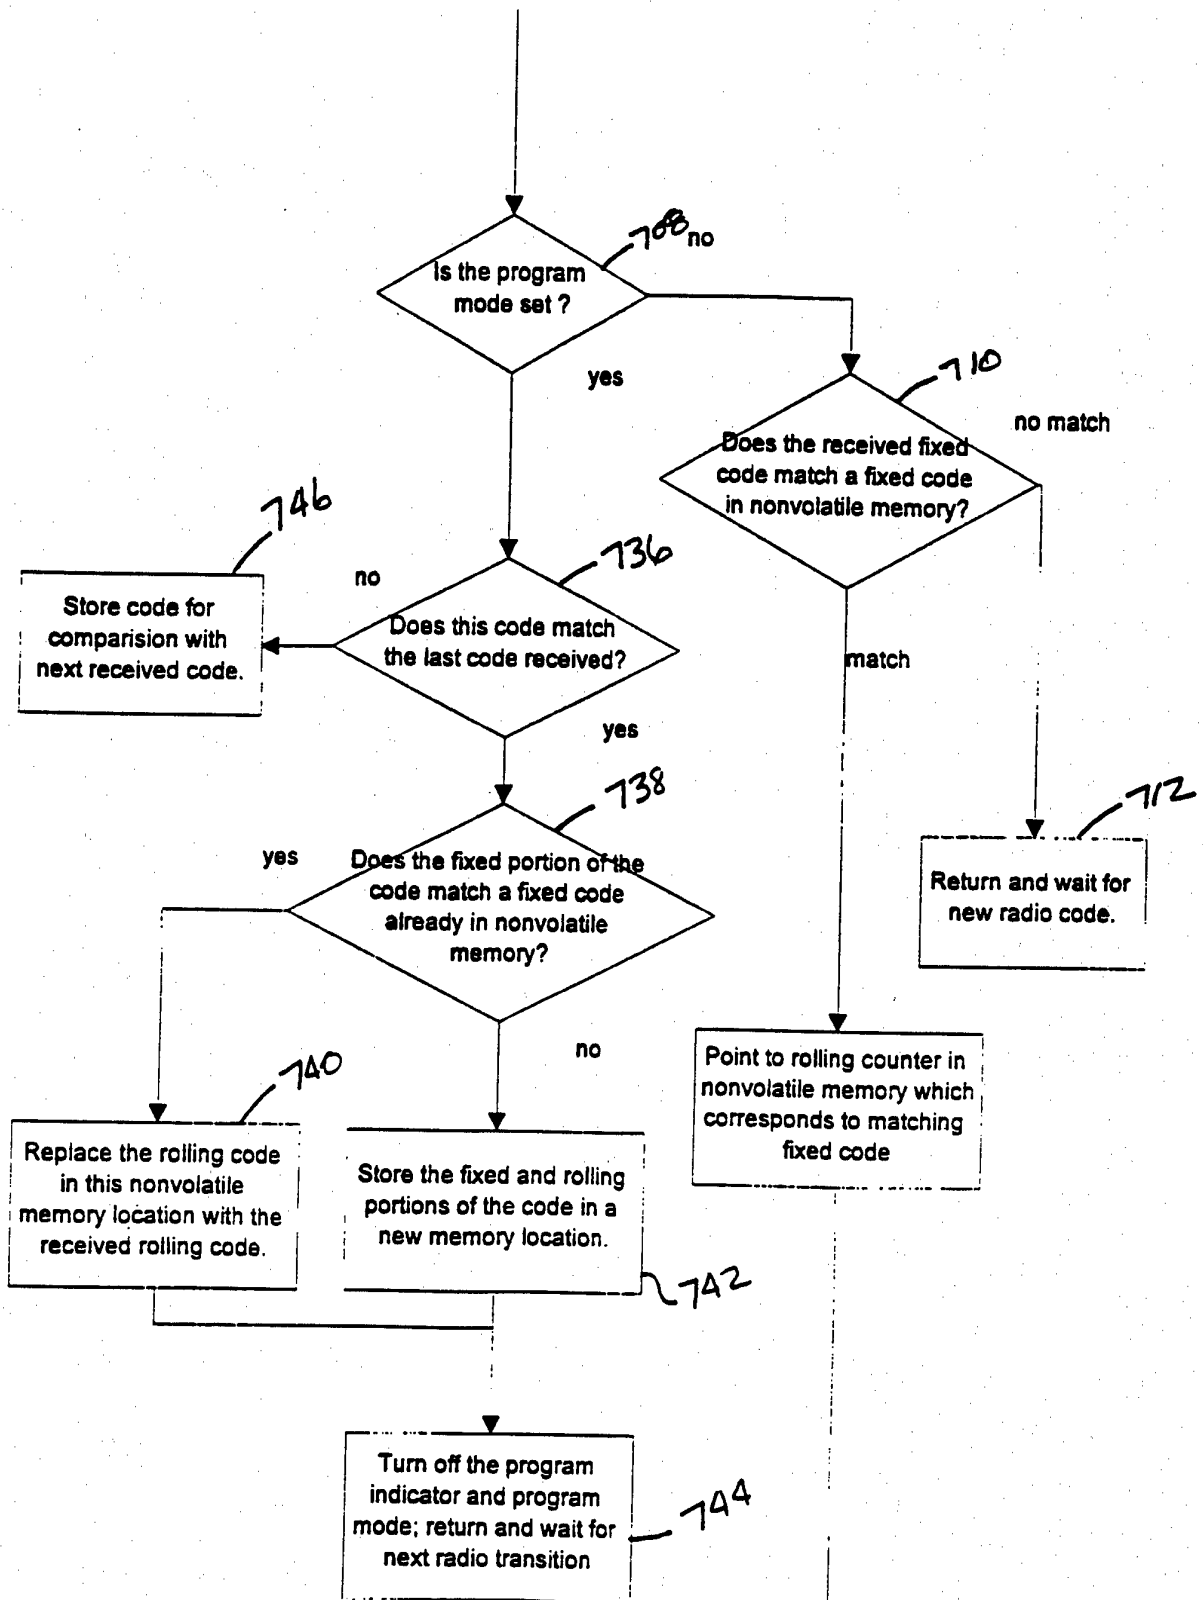 708
no
Is the program
mode set ?
yes
710
no match
Does the received fixed
code match a fixed code
in nonvolatile memory?
746
736
no
Store code for
comparision with
next received code.
Does this code match
the last code received?
match
yes
738
712
yes
Does the fixed portion of the
code match a fixed code
already in nonvolatile
memory?
Return and wait for
new radio code.
no
740
Point to rolling counter in
nonvolatile memory which
corresponds to matching
fixed code
Replace the rolling code
in this nonvolatile
memory location with the
received rolling code.
Store the fixed and rolling
portions of the code in a
new memory location.
742
Turn off the program
indicator and program
mode; return and wait for
next radio transition
744